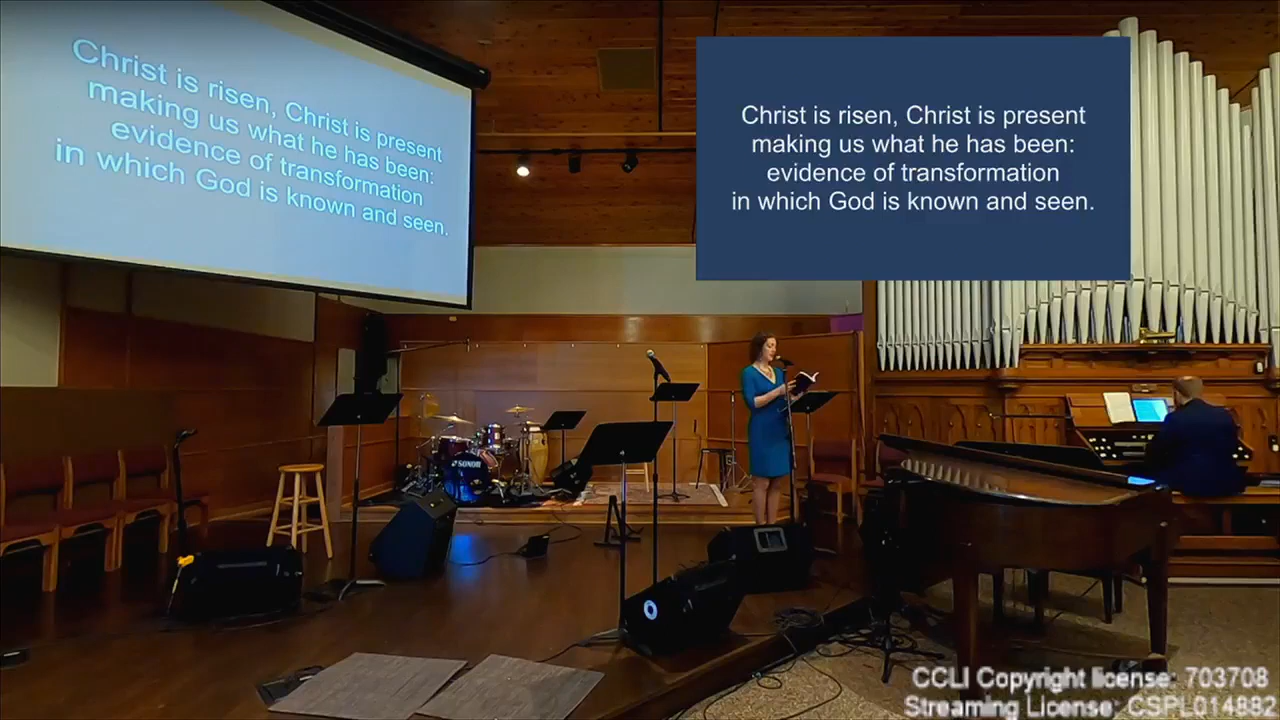 Christ is risen, Christ is present
making us what he has been:
evidence of transformation
in which God is known and seen.
Christ is risen, Christ is present
making us what he has been:
evidence of transformation
in which God is known and seen.
SONOR
CCLI Copyright license: 703708
Streaming License: CSPL014882